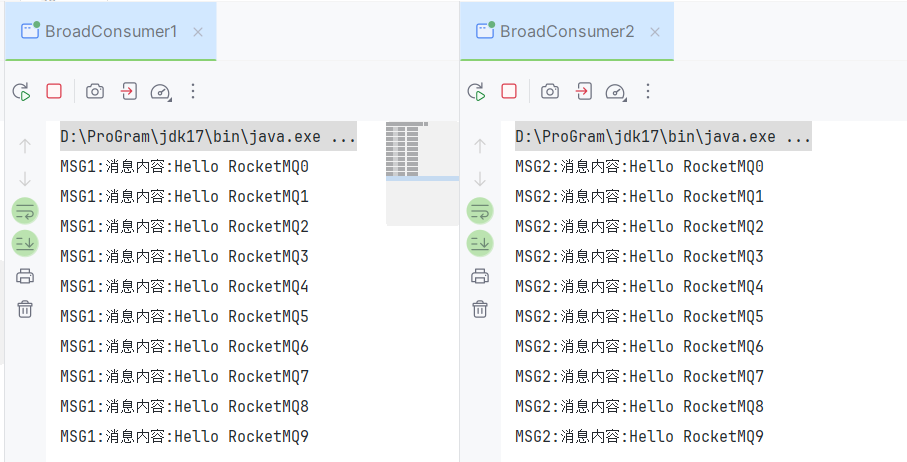 BroadConsumer1
D:\ProGram\jdk17\bin\java.exe ...
MSG1:消息内容:Hello RocketMQ0
MSG1:消息内容:Hello RocketMQ1
MSG1:消息内容:Hello RocketMQ2
MSG1:消息内容:Hello RocketMQ3
MSG1:消息内容:Hello RocketMQ4
MSG1:消息内容:Hello RocketMQ5
MSG1:消息内容:Hello RocketMQ6
MSG1:消息内容:Hello RocketMQ7
MSG1:消息内容:Hello RocketMQ8
MSG1:消息内容:Hello RocketMQ9
BroadConsumer2
D:\ProGram\jdk17\bin\java.exe ...
MSG2:消息内容:Hello RocketMQ0
MSG2:消息内容:Hello RocketMQ1
MSG2:消息内容:Hello RocketMQ2
MSG2:消息内容:Hello RocketMQ3
MSG2:消息内容:Hello RocketMQ4
MSG2:消息内容:Hello RocketMQ5
MSG2:消息内容:Hello RocketMQ6
MSG2:消息内容:Hello RocketMQ7
MSG2:消息内容:Hello RocketMQ8
MSG2:消息内容:Hello RocketMQ9